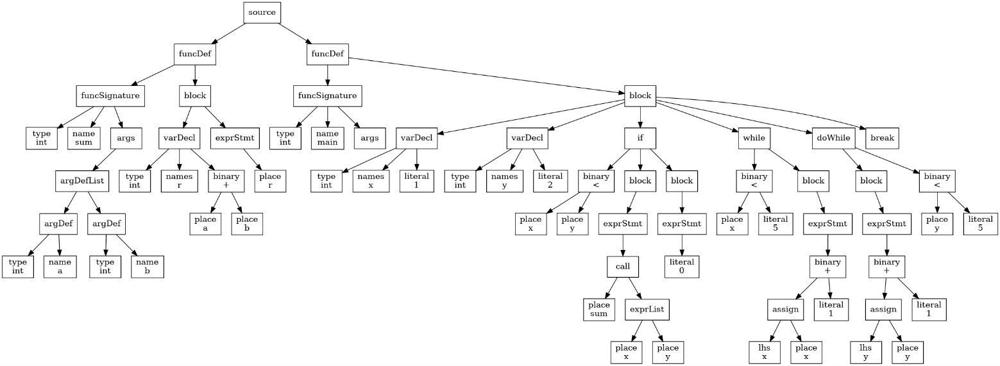 source
funcDef
funcDef
funcSignature
block
funcSignature
block
type
int
name
sum
args
varDecl
exprStmt
type
int
name
main
args
varDecl
varDecl
if
while
doWhile
break
argDefList
type
int
names
r
binary
+
place
r
type
int
names
x
literal
1
type
int
names
y
literal
2
binary
<
block
block
binary
<
block
block
binary
<
argDef
argDef
place
a
place
b
place
x
place
y
exprStmt
exprStmt
place
x
literal
5
exprStmt
exprStmt
place
y
literal
5
type
int
name
a
type
int
name
b
call
literal
0
binary
+
binary
+
place
sum
exprList
assign
literal
1
assign
literal
1
place
x
place
y
lhs
x
place
x
lhs
y
place
y